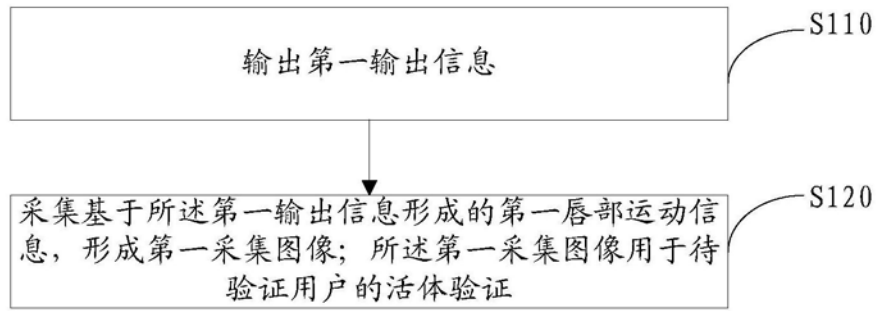 输出第一输出信息
S110
采集基于所述第一输出信息形成的第一唇部运动信
息，形成第一采集图像；所述第一采集图像用于待
验证用户的活体验证
S120